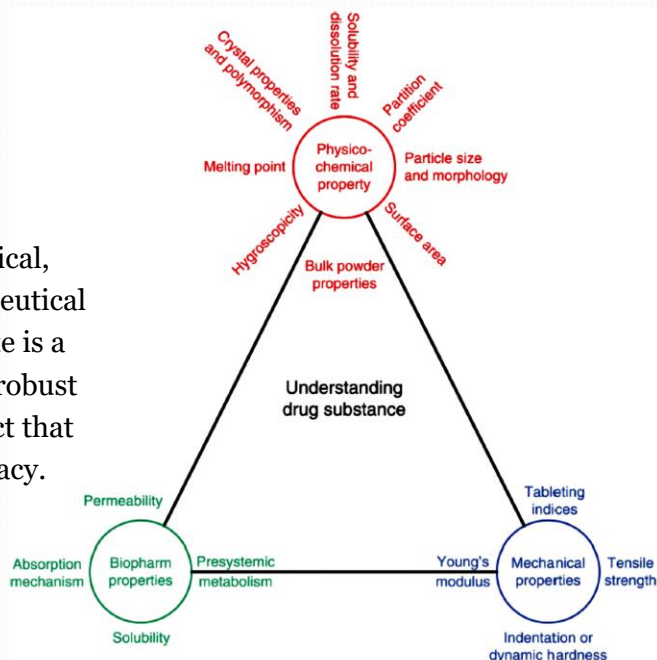 Solubility and
dissolution rate
Crystal properties
and polymorphism
Partition
coefficient
Melting point
Physico-
chemical
property
Particle size
and morphology
Hygroscopicity
Surface area
Bulk powder
properties
ical,
eutical
e is a
robust
ct that
acy.
Understanding
drug substance
Permeability
Absorption
mechanism
Biopharm
properties
Presystemic
metabolism
Solubility
Tableting
indices
Young's
modulus
Mechanical
properties
Tensile
strength
Indentation or
dynamic hardness